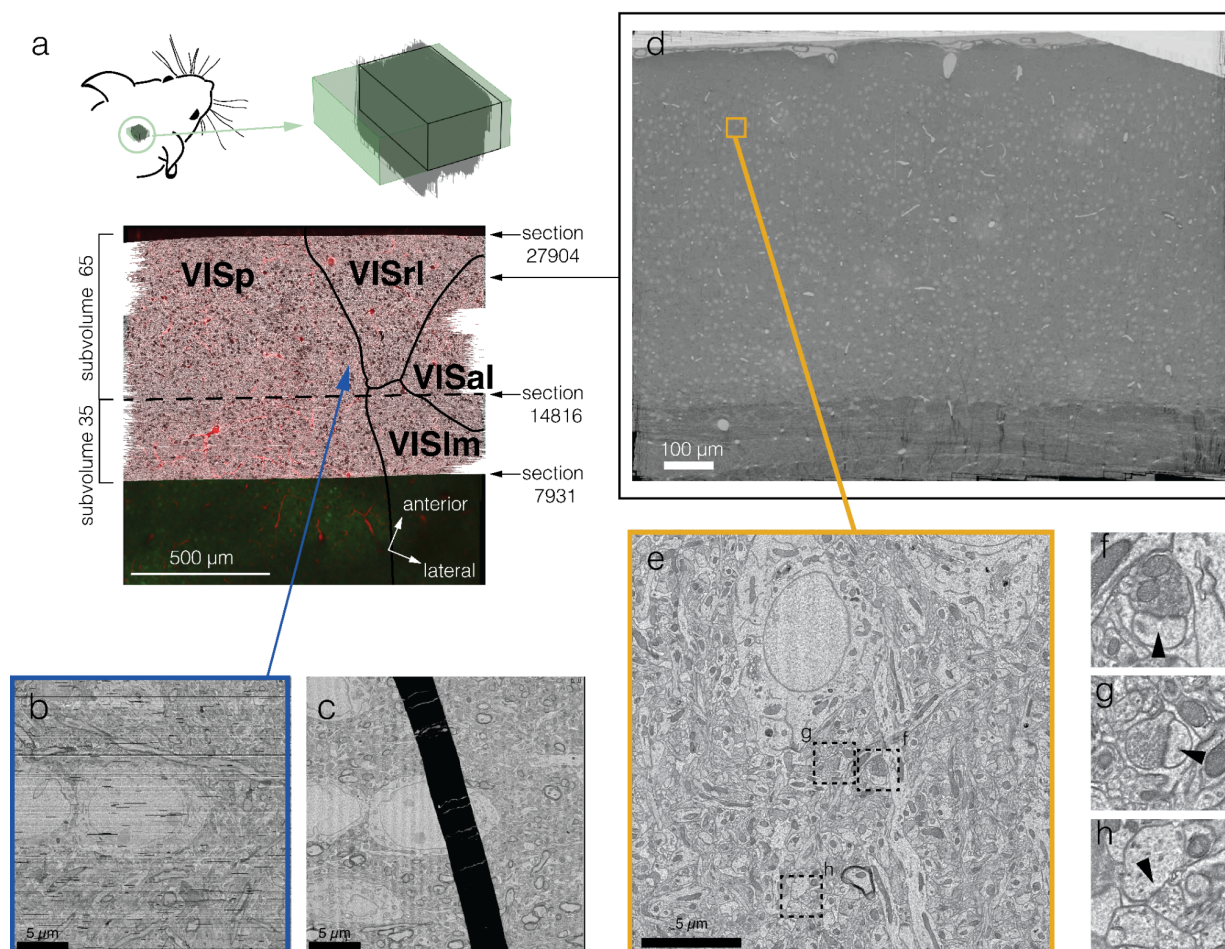 a
d
section
27904
VISp
VISrl
subvolume 65
VISal
section
14816
subvolume 35
VISlm
100 µm
section
7931
anterior
500 µm
lateral
e
f
b
c
g
g
f
h
h
5 µm
5 µm
5 µm